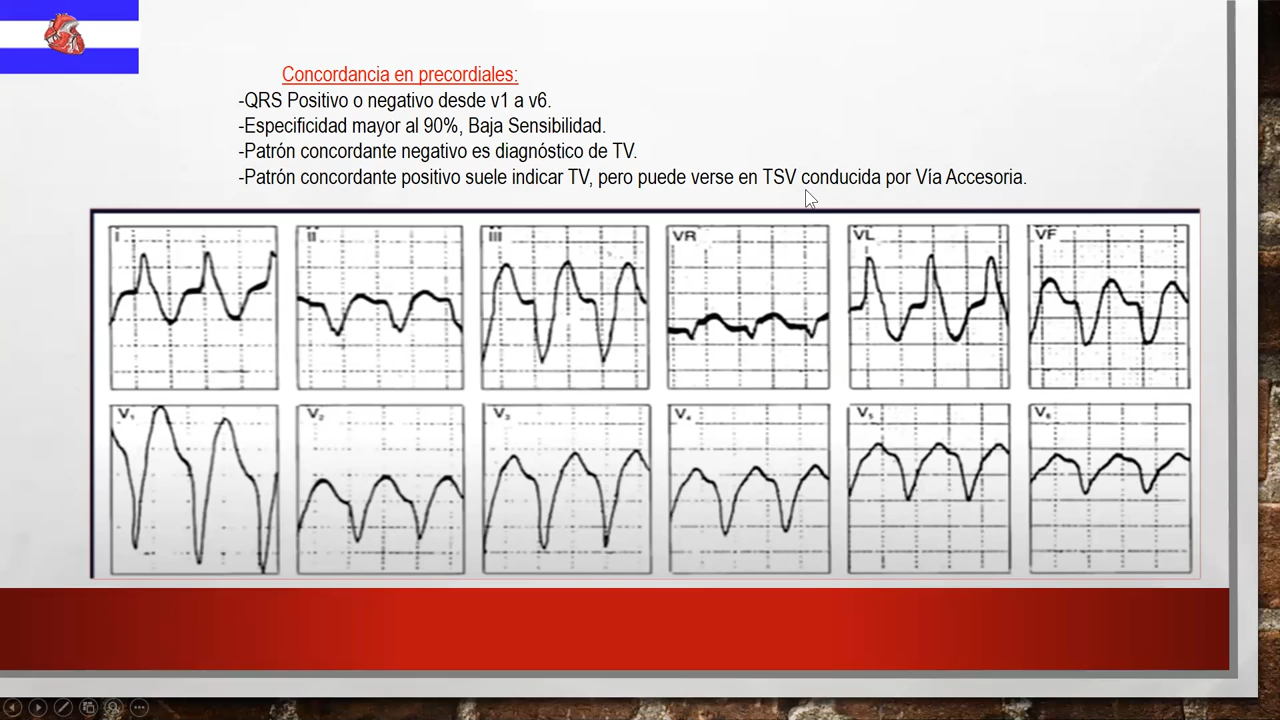 Concordancia en precordiales:
-QRS Positivo o negativo desde v1 a v6.
-Especificidad mayor al 90%, Baja Sensibilidad.
-Patrón concordante negativo es diagnóstico de TV.
-Patrón concordante positivo suele indicar TV, pero puede verse en TSV conducida por Vía Accesoria.
I II III VR VL VF
V1 V2 V3 V4 V5 V6